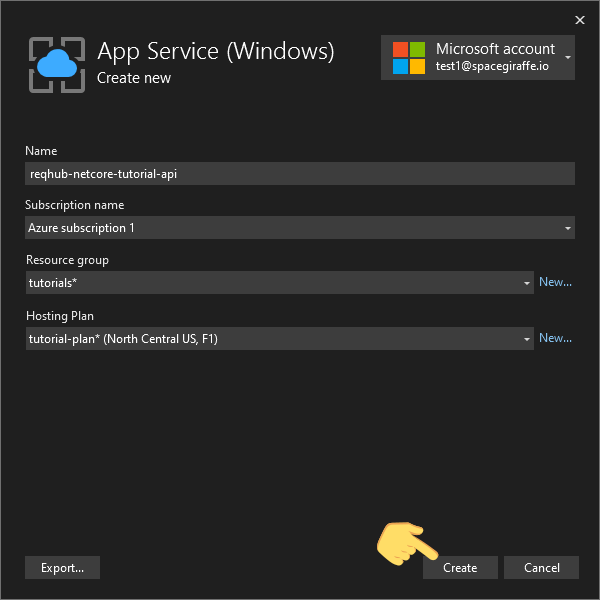 App Service (Windows)
Create new
Microsoft account
test1@spacegiraffe.io
Name
reqhub-netcore-tutorial-api
Subscription name
Azure subscription 1
Resource group
tutorials*
New...
Hosting Plan
tutorial-plan* (North Central US, F1)
New...
Export...
Create
Cancel